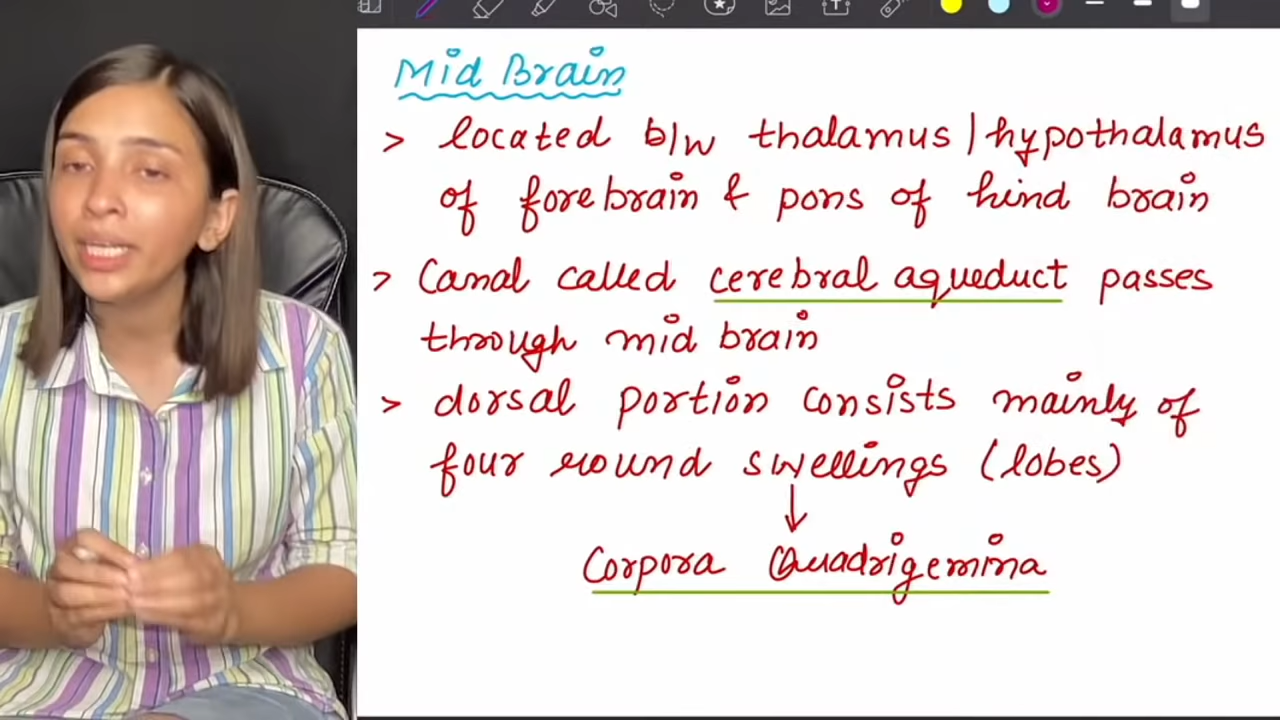 Mid Brain
> located b/w thalamus / hypothalamus
of forebrain & pons of hind brain
> Canal called cerebral aqueduct passes
through mid brain
> dorsal portion consists mainly of
four round swellings (lobes)
↓
Corpora Quadrigemina